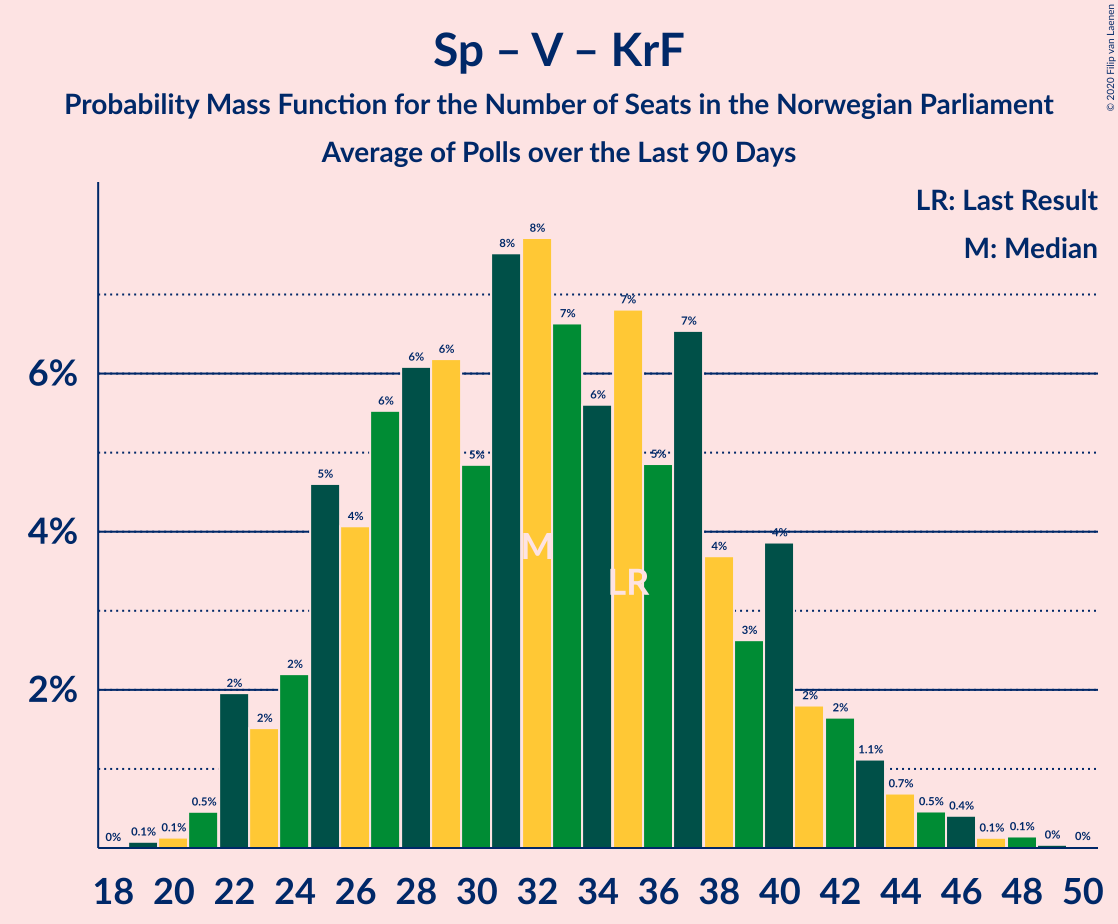 Sp – V – KrF
Probability Mass Function for the Number of Seats in the Norwegian Parliament
Average of Polls over the Last 90 Days
© 2020 Filip van Laenen
LR: Last Result
M: Median
6%
4%
2%
0% 0.1% 0.1% 0.5% 2% 2% 2% 5% 4% 6% 6% 6% 5% 8% 8% 7% 6% 7% 5% 7% 4% 3% 4% 2% 2% 1.1% 0.7% 0.5% 0.4% 0.1% 0.1% 0% 0%
M
LR
18 20 22 24 26 28 30 32 34 36 38 40 42 44 46 48 50